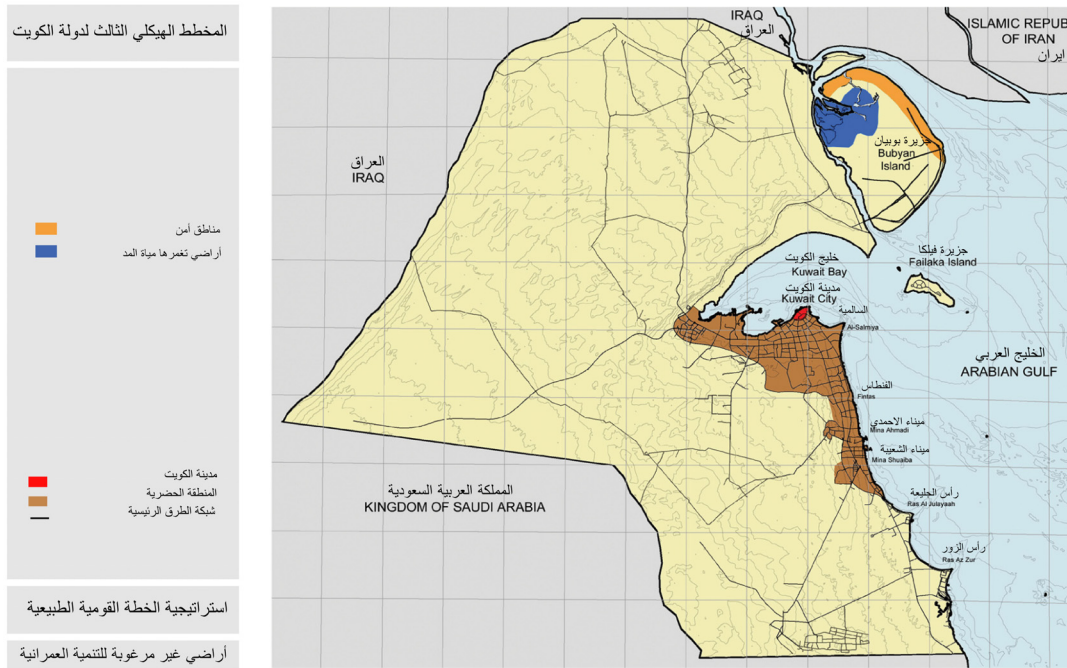 المخطط الهيكلي الثالث لدولة الكويت
مناطق أمن
أراضي تغمرها مياة المد
مدينة الكويت
المنطقة الحضرية
شبكة الطرق الرئيسية
استراتيجية الخطة القومية الطبيعية
أراضي غير مرغوبة للتنمية العمرانية
IRAQ
العراق
ISLAMIC REPUB
OF IRAN
ايران
العراق
IRAQ
جزيرة بوبيان
Bubyan
Island
جزيرة فيلكا
Failaka Island
خليج الكويت
Kuwait Bay
مدينة الكويت
Kuwait City
السالمية
Al-Salmiya
الخليج العربي
ARABIAN GULF
الفنطاس
Fintas
ميناء الاحمدي
Mina Ahmadi
ميناء الشعيبة
Mina Shuaiba
المملكة العربية السعودية
KINGDOM OF SAUDI ARABIA
رأس الجليعة
Ras Al Julayaah
رأس الزور
Ras Az Zur